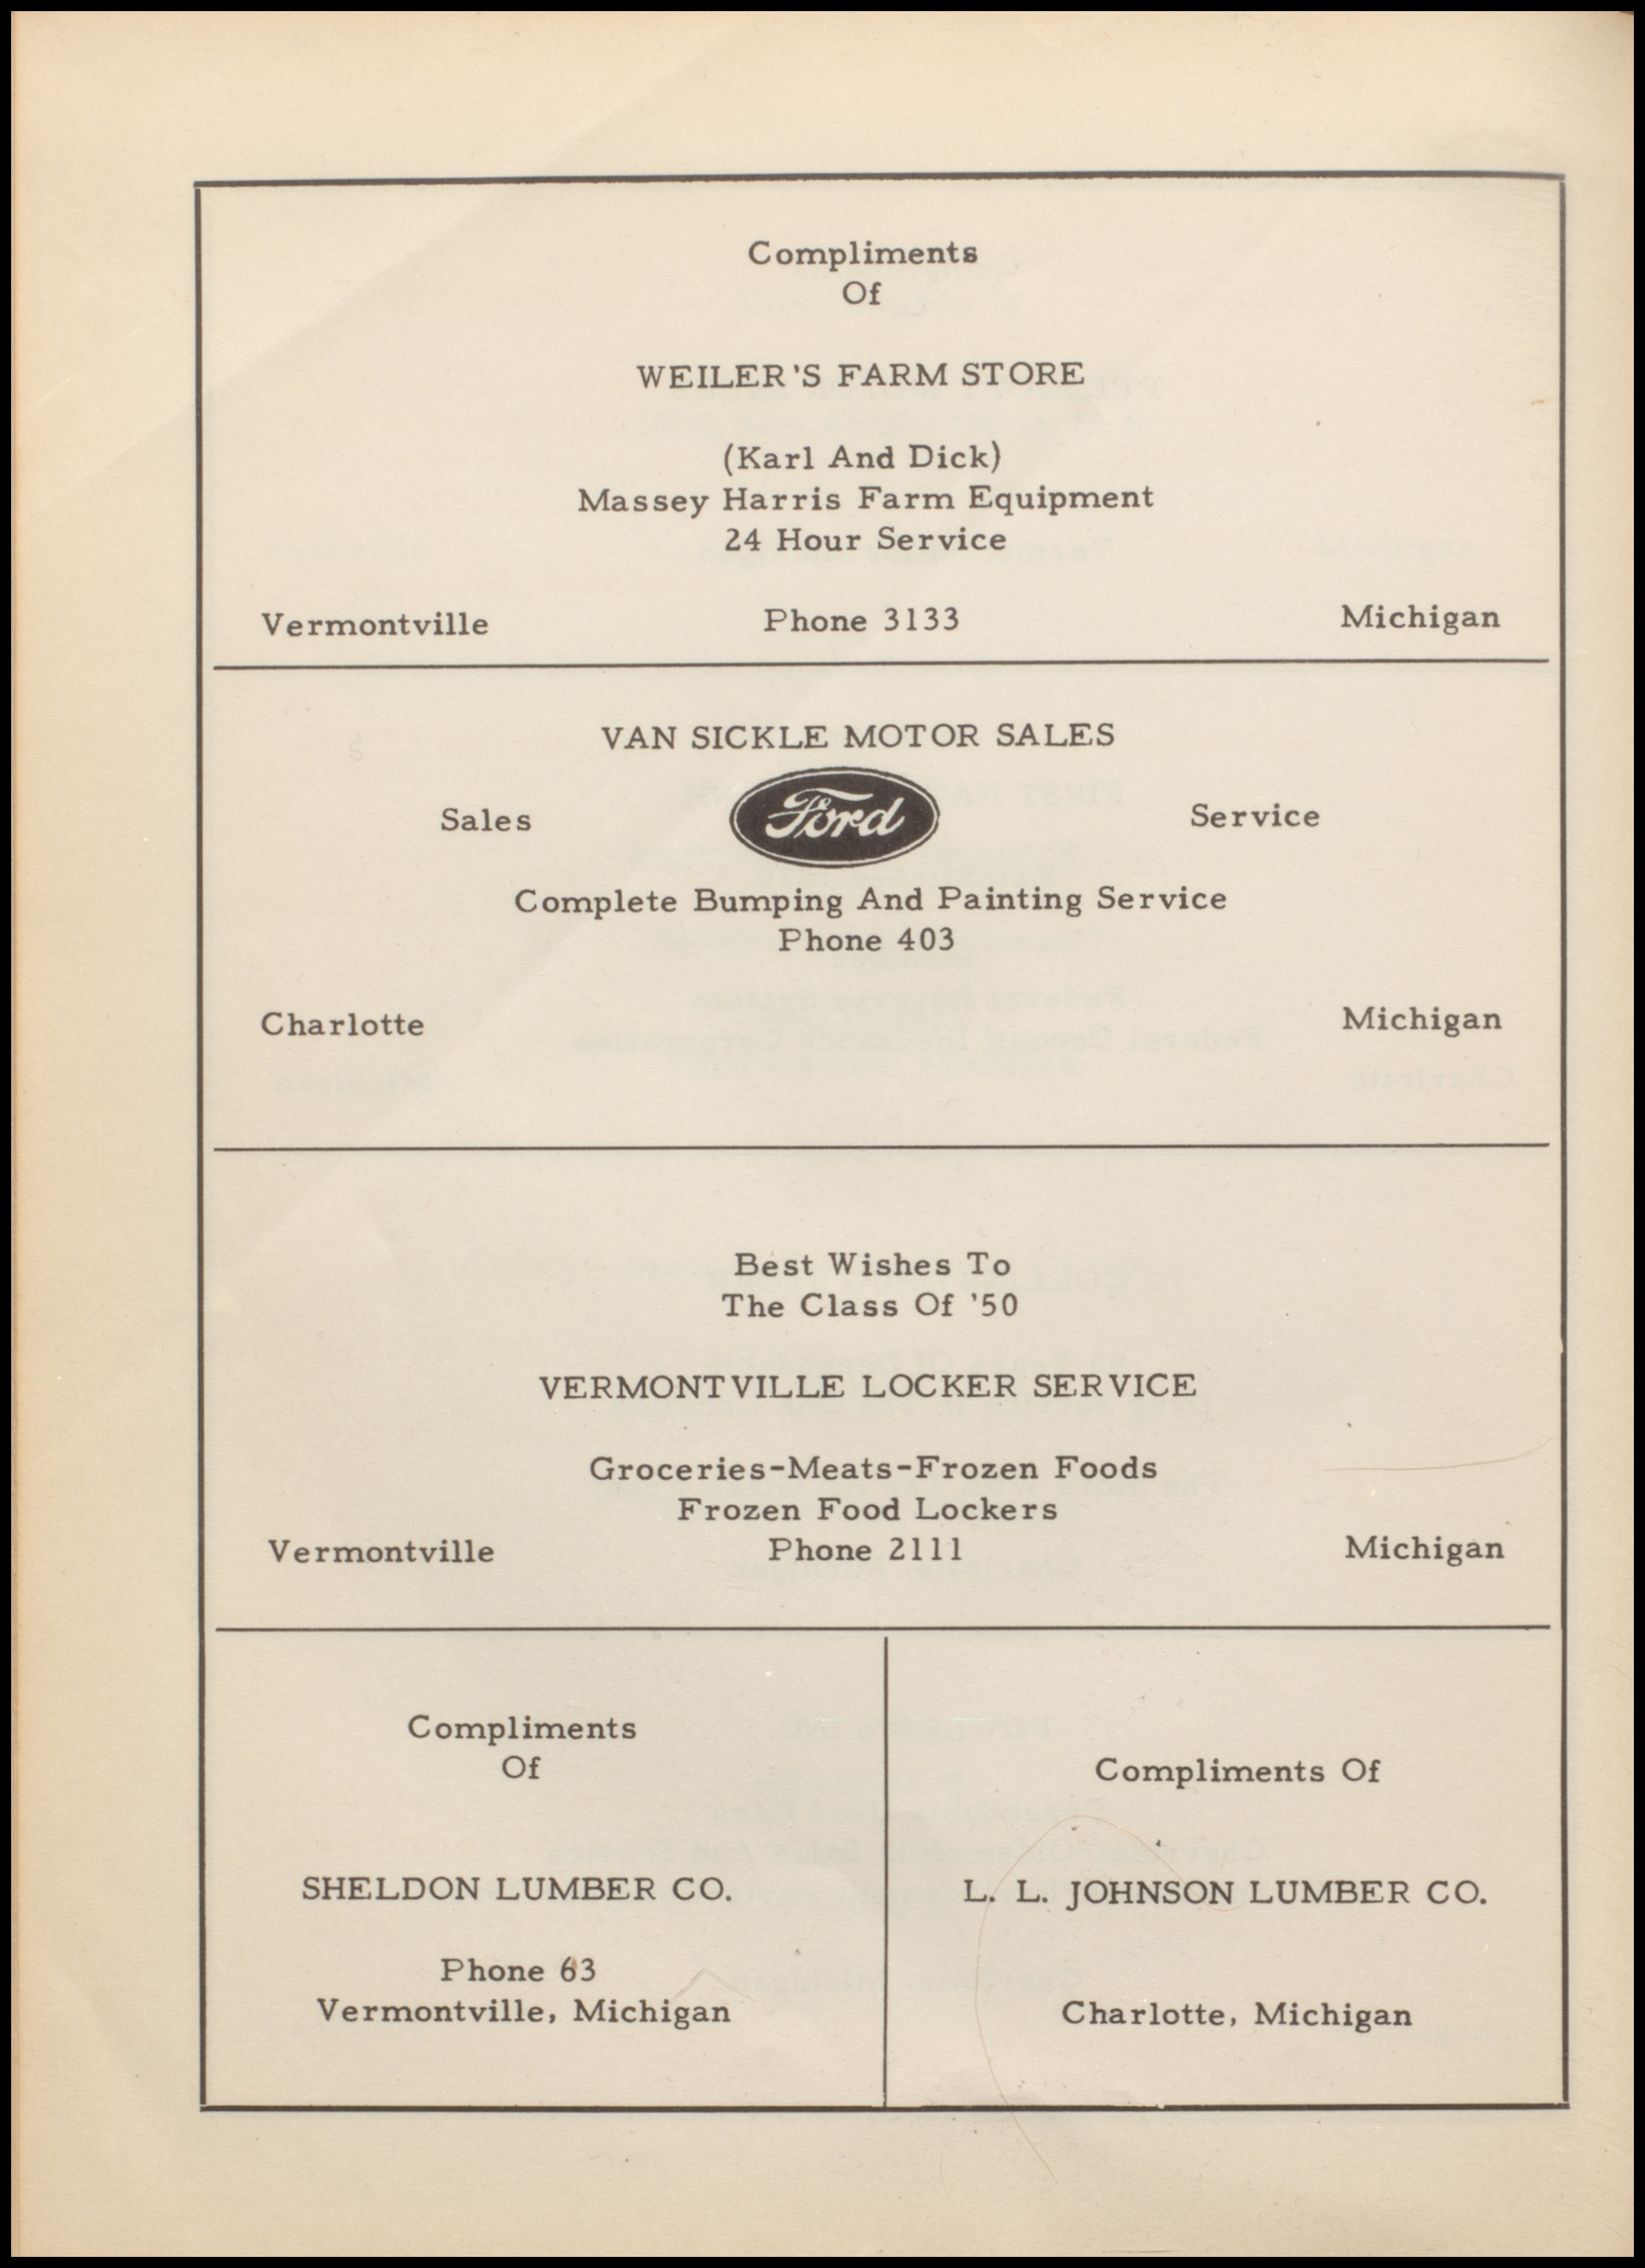 Compliments
Of
WEILER'S FARM STORE
(Karl And Dick)
Massey Harris Farm Equipment
24 Hour Service
Vermontville Phone 3133 Michigan
VAN SICKLE MOTOR SALES
Sales Ford Service
Complete Bumping And Painting Service
Phone 403
Charlotte Michigan
Best Wishes To
The Class Of '50
VERMONTVILLE LOCKER SERVICE
Groceries-Meats-Frozen Foods
Frozen Food Lockers
Vermontville Phone 2111 Michigan
Compliments
Of
SHELDON LUMBER CO.
Phone 63
Vermontville, Michigan
Compliments Of
L. L. JOHNSON LUMBER CO.
Charlotte, Michigan